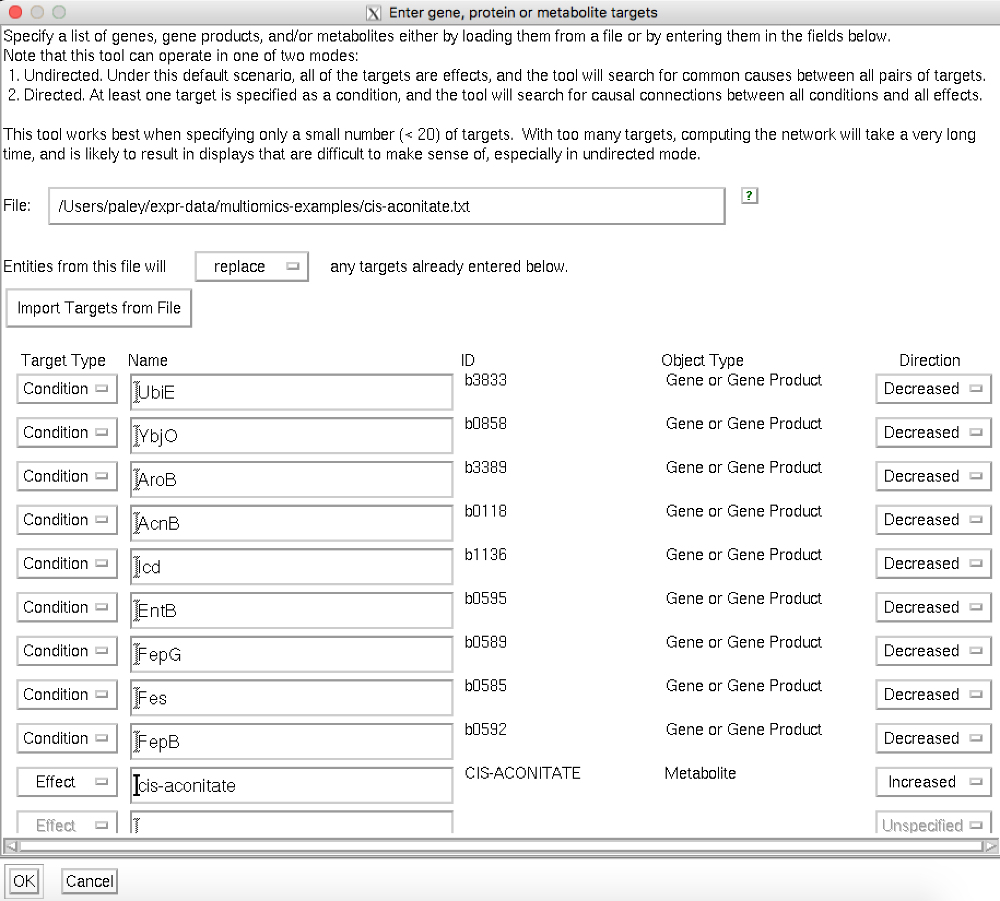 Enter gene, protein or metabolite targets
Specify a list of genes, gene products, and/or metabolites either by loading them from a file or by entering them in the fields below.
Note that this tool can operate in one of two modes:
1. Undirected. Under this default scenario, all of the targets are effects, and the tool will search for common causes between all pairs of targets.
2. Directed. At least one target is specified as a condition, and the tool will search for causal connections between all conditions and all effects.
This tool works best when specifying only a small number (< 20) of targets.  With too many targets, computing the network will take a very long
time, and is likely to result in displays that are difficult to make sense of, especially in undirected mode.
File: /Users/paley/expr-data/multiomics-examples/cis-aconitate.txt ?
Entities from this file will replace any targets already entered below.
Import Targets from File
Target Type Name ID Object Type Direction
Condition UbiE b3833 Gene or Gene Product Decreased
Condition YbjO b0858 Gene or Gene Product Decreased
Condition AroB b3389 Gene or Gene Product Decreased
Condition AcnB b0118 Gene or Gene Product Decreased
Condition Icd b1136 Gene or Gene Product Decreased
Condition EntB b0595 Gene or Gene Product Decreased
Condition FepG b0589 Gene or Gene Product Decreased
Condition Fes b0585 Gene or Gene Product Decreased
Condition FepB b0592 Gene or Gene Product Decreased
Effect cis-aconitate CIS-ACONITATE Metabolite Increased
Effect Unspecified
OK Cancel